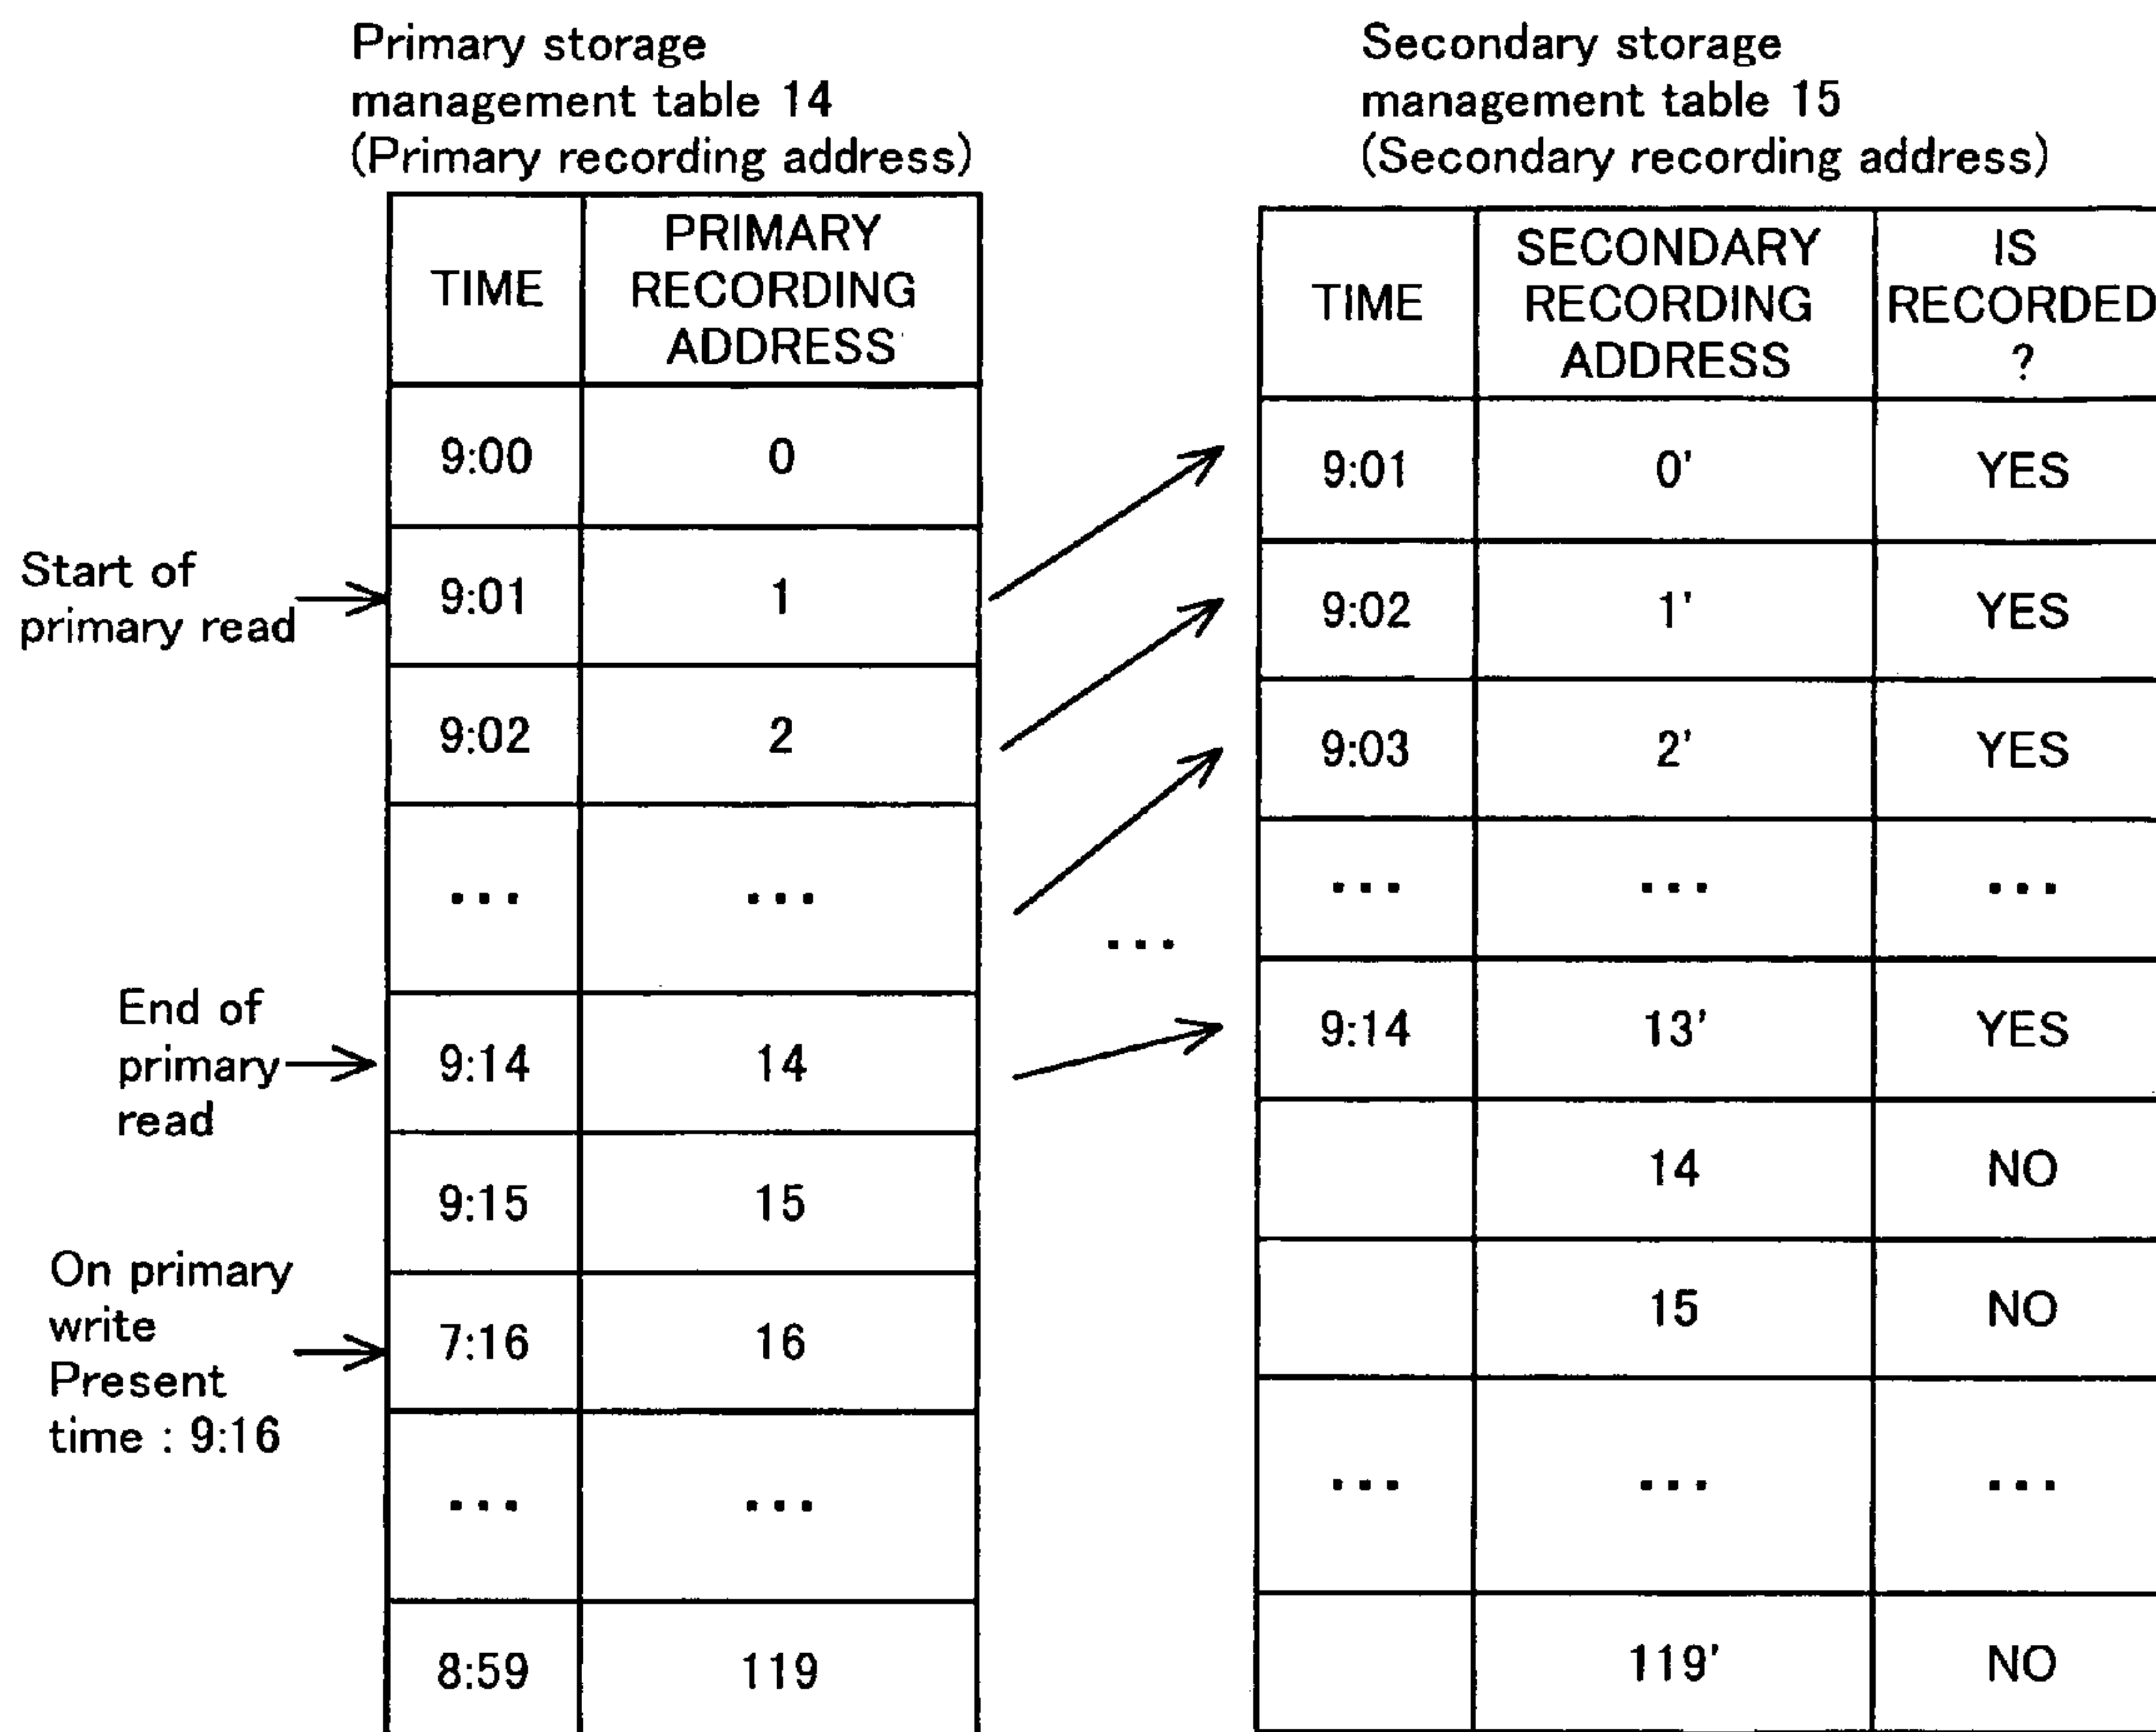 Primary storage
management table 14
(Primary recording address)
Secondary storage
management table 15
(Secondary recording address)
TIME
PRIMARY
RECORDING
ADDRESS
TIME
SECONDARY
RECORDING
ADDRESS
IS
RECORDED
?
9:00 0
9:01 0' YES
Start of
primary read
9:01 1
9:02 1' YES
9:02 2
9:03 2' YES
... ...
... ... ...
...
End of
primary
read
9:14 14
9:14 13' YES
9:15 15
14 NO
On primary
write
Present
time : 9:16
7:16 16
15 NO
... ...
... ... ...
8:59 119
119' NO